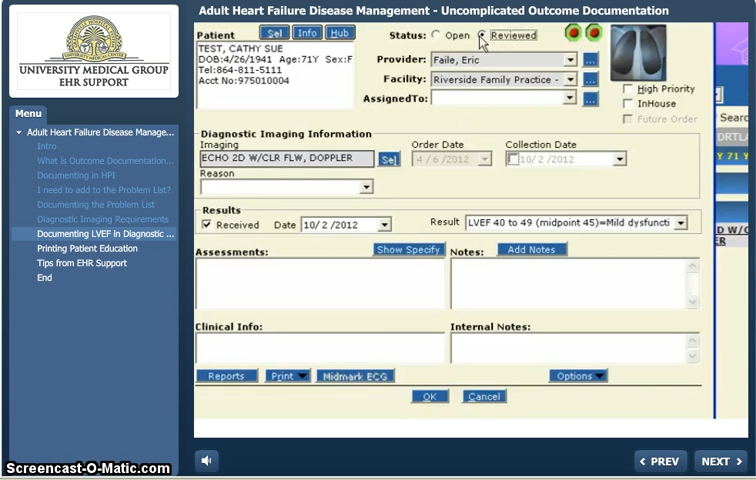 Adult Heart Failure Disease Management - Uncomplicated Outcome Documentation
UNIVERSITY MEDICAL GROUP
EHR SUPPORT
Menu
Adult Heart Failure Disease Manage...
Intro
What is Outcome Documentation...
Documenting in HPI
I need to add to the Problem List?
Documenting the Problem List
Diagnostic Imaging Requirements
Documenting LVEF in Diagnostic ...
Printing Patient Education
Tips from EHR Support
End
Patient Sel Info Hub Status: Open Reviewed
TEST, CATHY SUE
DOB:4/26/1941 Age:71Y Sex:F
Tel:864-811-5111
Acct No:975010004
Provider: Faile, Eric ...
Facility: Riverside Family Practice - ...
AssignedTo: ...
High Priority
InHouse
Future Order
Searc
71 Y
D W/C
ER
Diagnostic Imaging Information
Imaging Order Date Collection Date
ECHO 2D W/CLR FLW, DOPPLER Sel 4 / 6 /2012 10/ 2 /2012
Reason
Results
Received Date 10/ 2 /2012 Result LVEF 40 to 49 (midpoint 45)=Mild dysfuncti
Assessments: Show Specify Notes: Add Notes
Clinical Info: Internal Notes:
Reports Print Midmark ECG Options
OK Cancel
PREV NEXT
Screencast-O-Matic.com